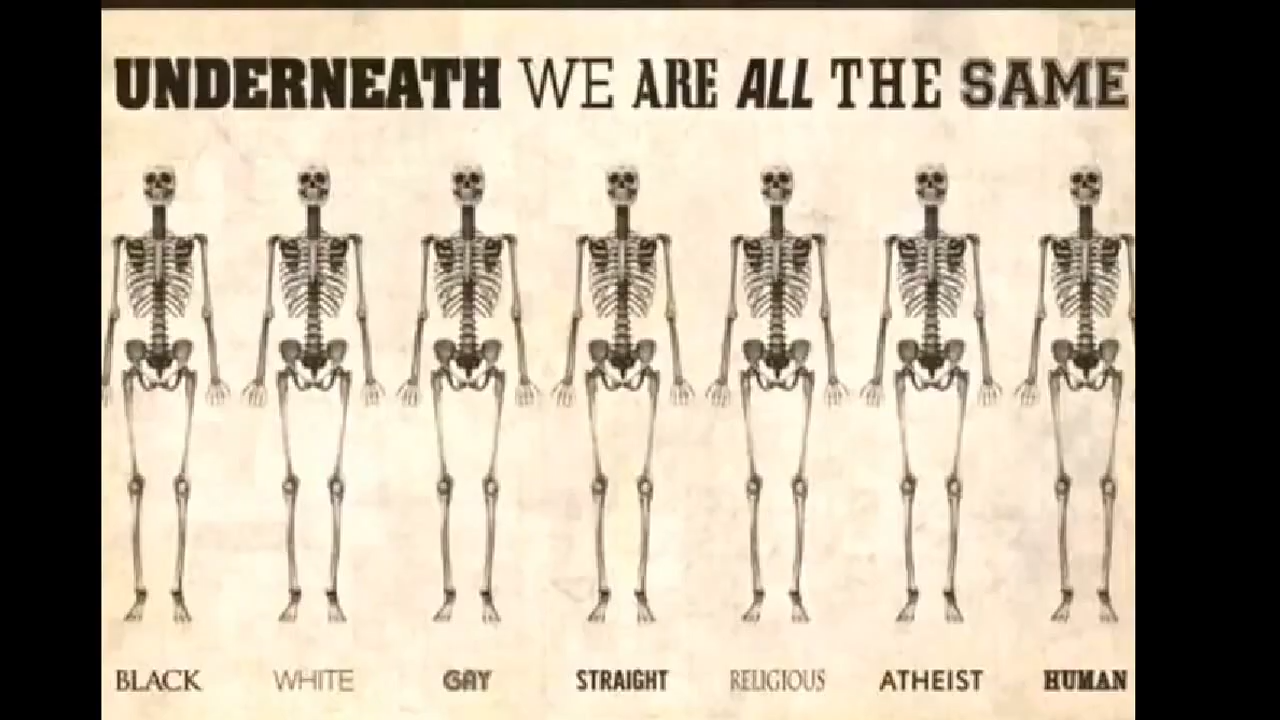 UNDERNEATH WE ARE ALL THE SAME
BLACK WHITE GAY STRAIGHT RELIGIOUS ATHEIST HUMAN